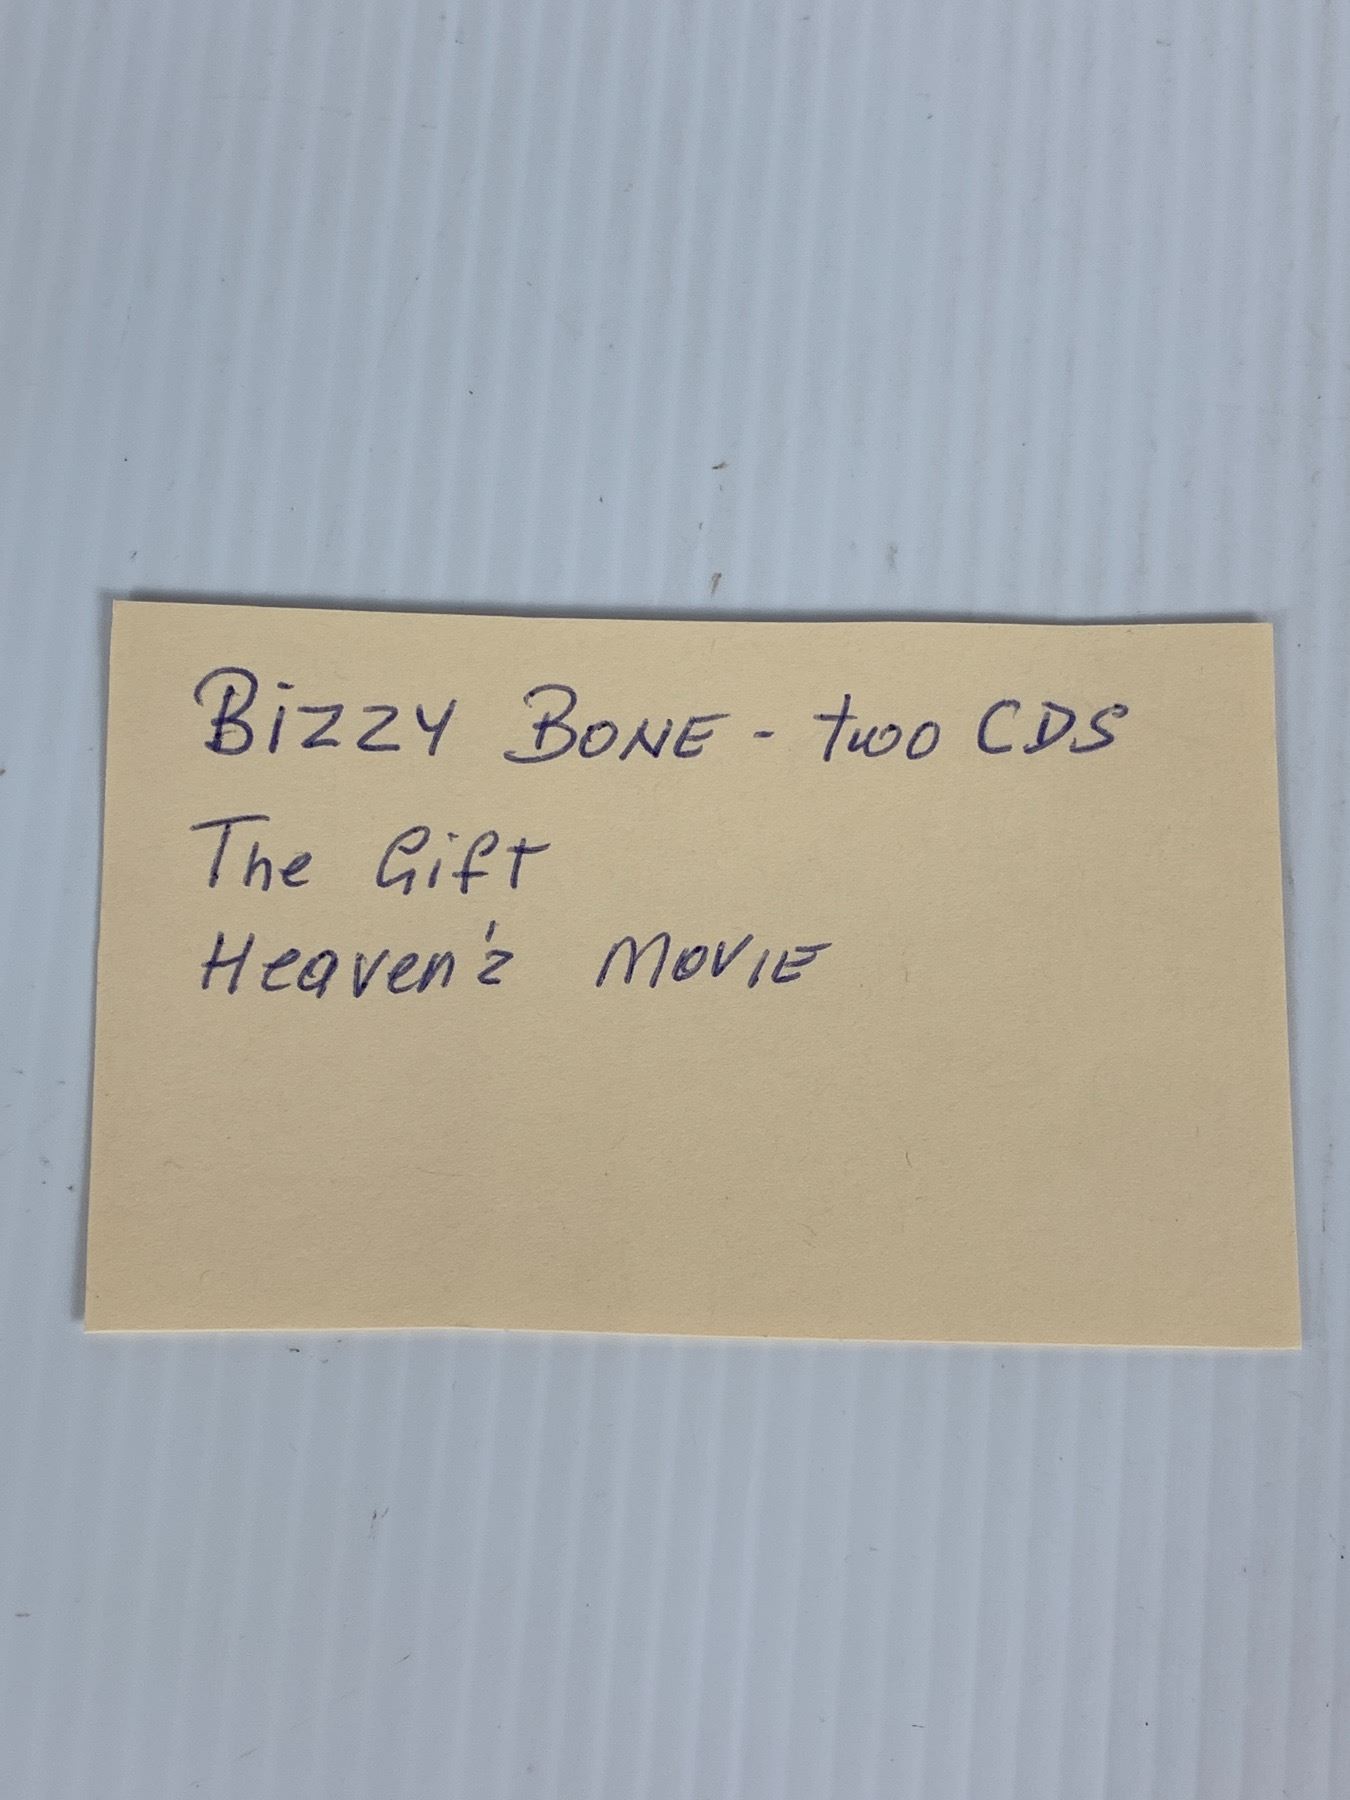 Bizzy Bone - two CDS
The Gift
Heaven'z Movie